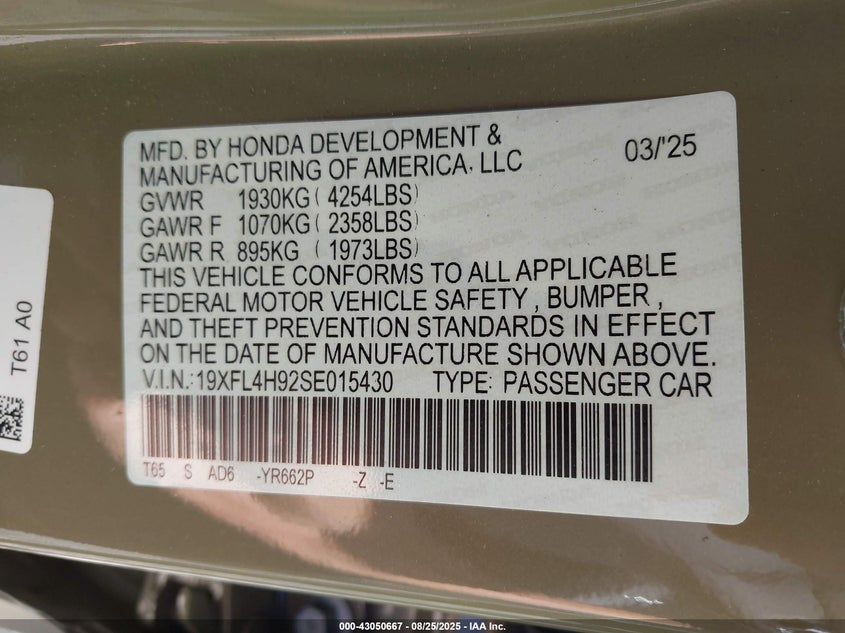 MFD. BY HONDA DEVELOPMENT &
MANUFACTURING OF AMERICA, LLC 03/'25
GVWR 1930KG ( 4254LBS)
GAWR F 1070KG ( 2358LBS)
GAWR R 895KG ( 1973LBS)
THIS VEHICLE CONFORMS TO ALL APPLICABLE
FEDERAL MOTOR VEHICLE SAFETY , BUMPER ,
AND THEFT PREVENTION STANDARDS IN EFFECT
ON THE DATE OF MANUFACTURE SHOWN ABOVE.
V.I.N.:19XFL4H92SE015430 TYPE: PASSENGER CAR
T65 S AD6 -YR662P -Z -E
T61 A0
000-43050667 - 08/25/2025 - IAA Inc.